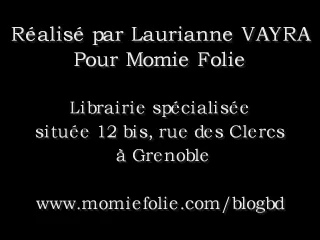 Réalisé par Laurianne VAYRA
Pour Momie Folie
Librairie spécialisée
située 12 bis, rue des Clercs
à Grenoble
www.momiefolie.com/blogbd